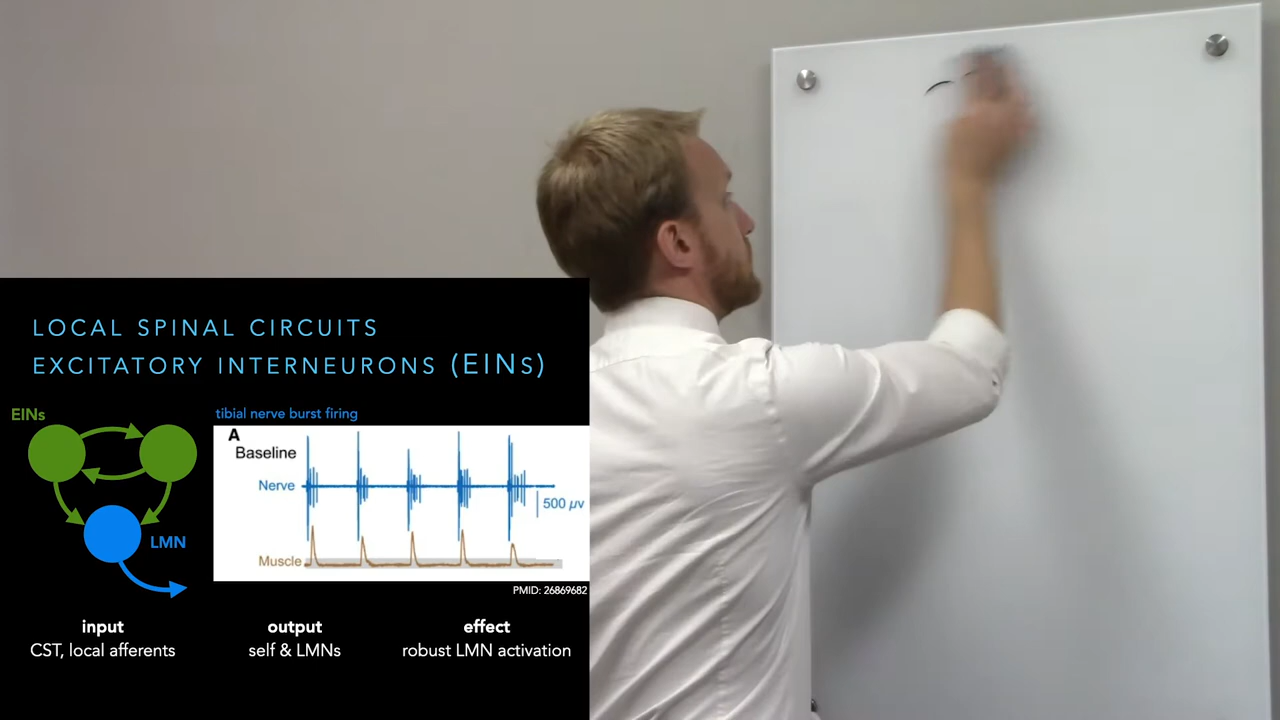 LOCAL SPINAL CIRCUITS
EXCITATORY INTERNEURONS (EINs)
EINs
LMN
tibial nerve burst firing
A
Baseline
Nerve
500 µv
Muscle
PMID: 26869682
input
CST, local afferents
output
self & LMNs
effect
robust LMN activation